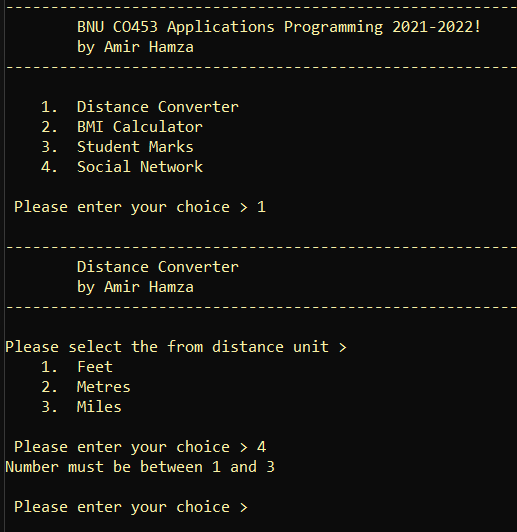 ---------------------------------------------------------
BNU CO453 Applications Programming 2021-2022!
by Amir Hamza
---------------------------------------------------------
1. Distance Converter
2. BMI Calculator
3. Student Marks
4. Social Network
Please enter your choice > 1
---------------------------------------------------------
Distance Converter
by Amir Hamza
---------------------------------------------------------
Please select the from distance unit >
1. Feet
2. Metres
3. Miles
Please enter your choice > 4
Number must be between 1 and 3
Please enter your choice >